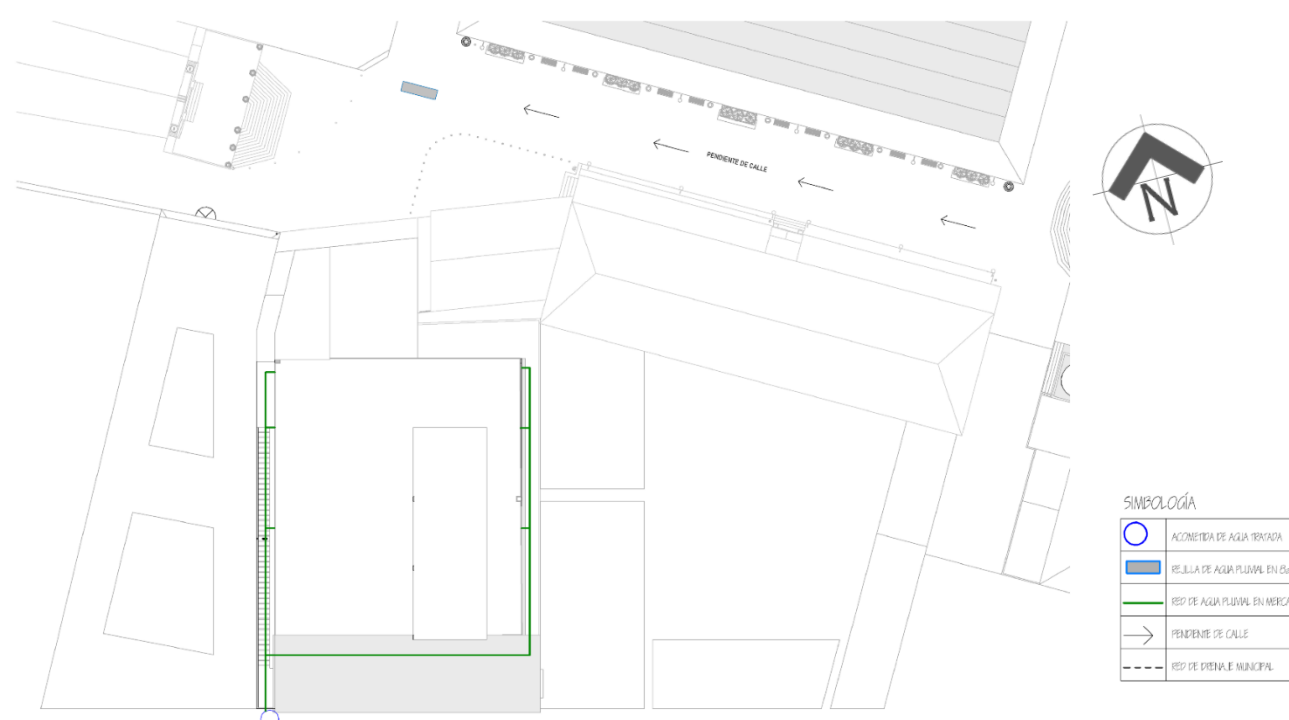 PENDIENTE DE CALLE
N
SIMBOLOGÍA
ACOMETIDA DE AGUA TRATADA
REJILLA DE AGUA PLUVIAL EN
RED DE AGUA PLUVIAL EN
PENDIENTE DE CALLE
RED DE DRENAJE MUNICIPAL